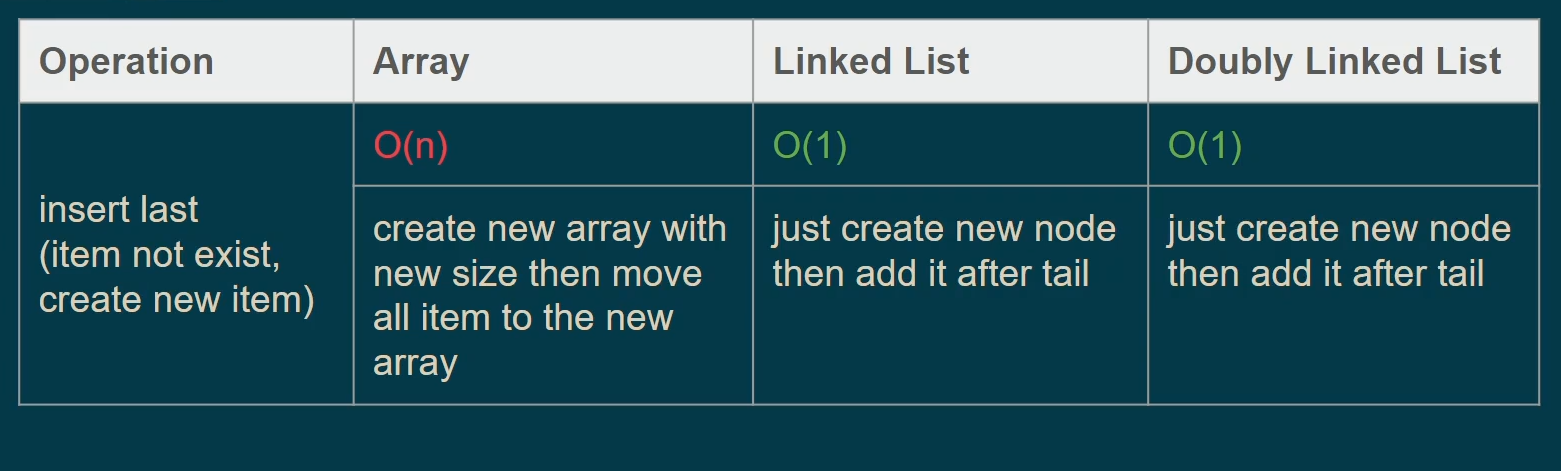 Operation
Array
Linked List
Doubly Linked List
insert last
(item not exist,
create new item)
O(n)
O(1)
O(1)
create new array with
new size then move
all item to the new
array
just create new node
then add it after tail
just create new node
then add it after tail